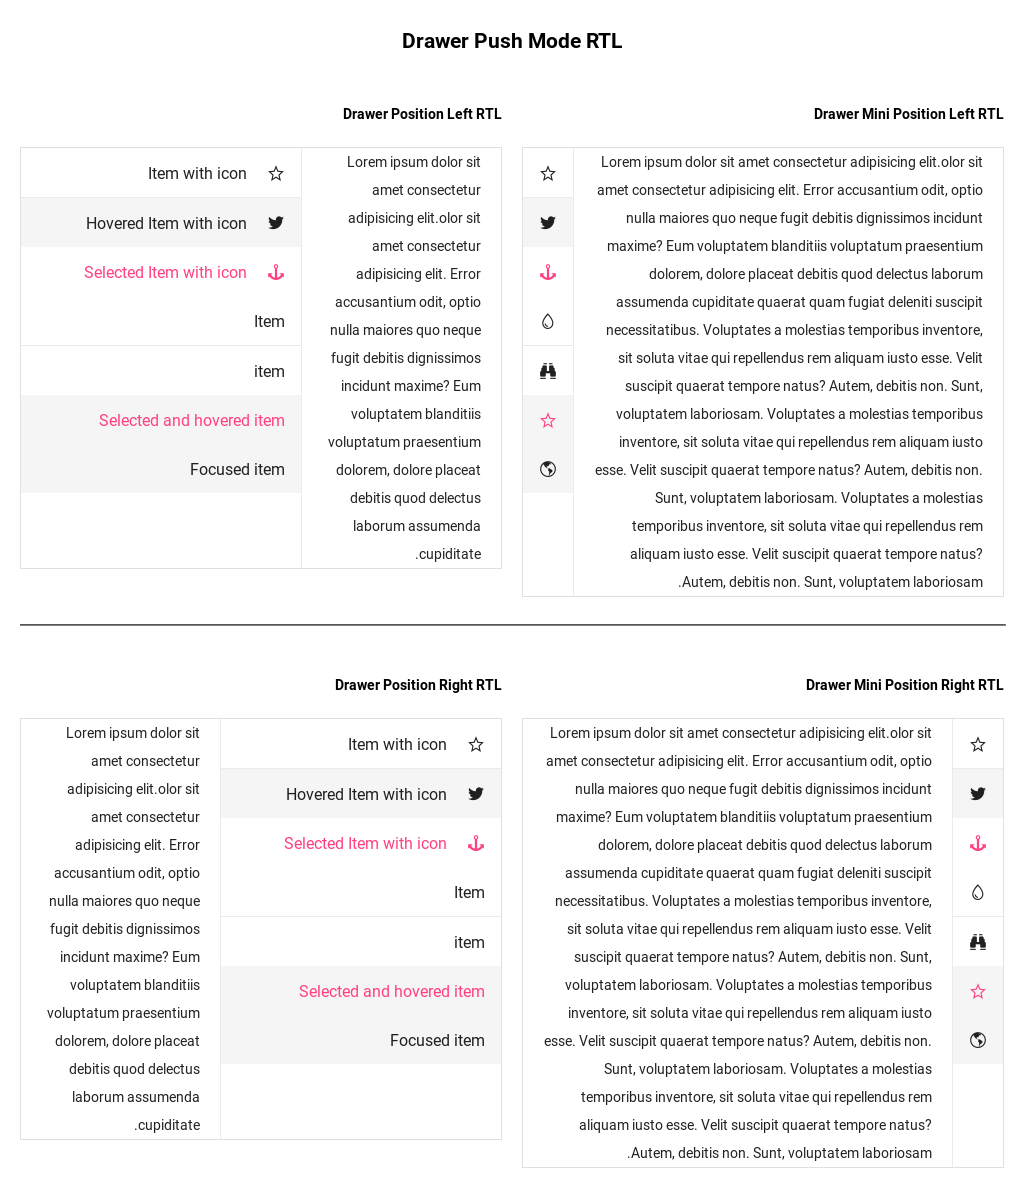 Drawer Push Mode RTL
Drawer Position Left RTL
Item with icon
Hovered Item with icon
Selected Item with icon
Item
item
Selected and hovered item
Focused item
Lorem ipsum dolor sit
amet consectetur
adipisicing elit.olor sit
amet consectetur
adipisicing elit. Error
accusantium odit, optio
nulla maiores quo neque
fugit debitis dignissimos
incidunt maxime? Eum
voluptatem blanditiis
voluptatum praesentium
dolorem, dolore placeat
debitis quod delectus
laborum assumenda
.cupiditate
Drawer Mini Position Left RTL
Lorem ipsum dolor sit amet consectetur adipisicing elit.olor sit
amet consectetur adipisicing elit. Error accusantium odit, optio
nulla maiores quo neque fugit debitis dignissimos incidunt
maxime? Eum voluptatem blanditiis voluptatum praesentium
dolorem, dolore placeat debitis quod delectus laborum
assumenda cupiditate quaerat quam fugiat deleniti suscipit
necessitatibus. Voluptates a molestias temporibus inventore,
sit soluta vitae qui repellendus rem aliquam iusto esse. Velit
suscipit quaerat tempore natus? Autem, debitis non. Sunt,
voluptatem laboriosam. Voluptates a molestias temporibus
inventore, sit soluta vitae qui repellendus rem aliquam iusto
esse. Velit suscipit quaerat tempore natus? Autem, debitis non.
Sunt, voluptatem laboriosam. Voluptates a molestias
temporibus inventore, sit soluta vitae qui repellendus rem
aliquam iusto esse. Velit suscipit quaerat tempore natus?
.Autem, debitis non. Sunt, voluptatem laboriosam
Drawer Position Right RTL
Lorem ipsum dolor sit
amet consectetur
adipisicing elit.olor sit
amet consectetur
adipisicing elit. Error
accusantium odit, optio
nulla maiores quo neque
fugit debitis dignissimos
incidunt maxime? Eum
voluptatem blanditiis
voluptatum praesentium
dolorem, dolore placeat
debitis quod delectus
laborum assumenda
.cupiditate
Item with icon
Hovered Item with icon
Selected Item with icon
Item
item
Selected and hovered item
Focused item
Drawer Mini Position Right RTL
Lorem ipsum dolor sit amet consectetur adipisicing elit.olor sit
amet consectetur adipisicing elit. Error accusantium odit, optio
nulla maiores quo neque fugit debitis dignissimos incidunt
maxime? Eum voluptatem blanditiis voluptatum praesentium
dolorem, dolore placeat debitis quod delectus laborum
assumenda cupiditate quaerat quam fugiat deleniti suscipit
necessitatibus. Voluptates a molestias temporibus inventore,
sit soluta vitae qui repellendus rem aliquam iusto esse. Velit
suscipit quaerat tempore natus? Autem, debitis non. Sunt,
voluptatem laboriosam. Voluptates a molestias temporibus
inventore, sit soluta vitae qui repellendus rem aliquam iusto
esse. Velit suscipit quaerat tempore natus? Autem, debitis non.
Sunt, voluptatem laboriosam. Voluptates a molestias
temporibus inventore, sit soluta vitae qui repellendus rem
aliquam iusto esse. Velit suscipit quaerat tempore natus?
.Autem, debitis non. Sunt, voluptatem laboriosam